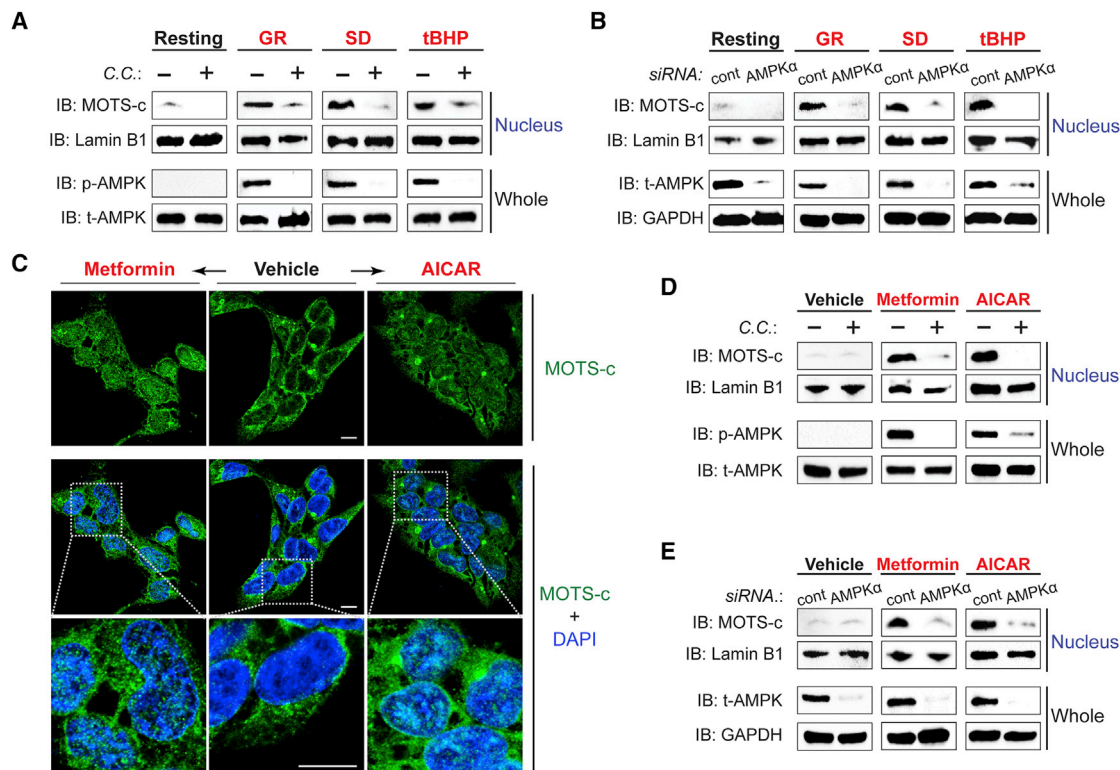 A
Resting GR SD tBHP
C.C.: – + – + – + – +
IB: MOTS-c
IB: Lamin B1
Nucleus
IB: p-AMPK
IB: t-AMPK
Whole
B
Resting GR SD tBHP
siRNA: cont AMPKα cont AMPKα cont AMPKα cont AMPKα
IB: MOTS-c
IB: Lamin B1
Nucleus
IB: t-AMPK
IB: GAPDH
Whole
C
Metformin Vehicle AICAR
MOTS-c
MOTS-c
+
DAPI
D
Vehicle Metformin AICAR
C.C.: – + – + – +
IB: MOTS-c
IB: Lamin B1
Nucleus
IB: p-AMPK
IB: t-AMPK
Whole
E
Vehicle Metformin AICAR
siRNA.: cont AMPKα cont AMPKα cont AMPKα
IB: MOTS-c
IB: Lamin B1
Nucleus
IB: t-AMPK
IB: GAPDH
Whole